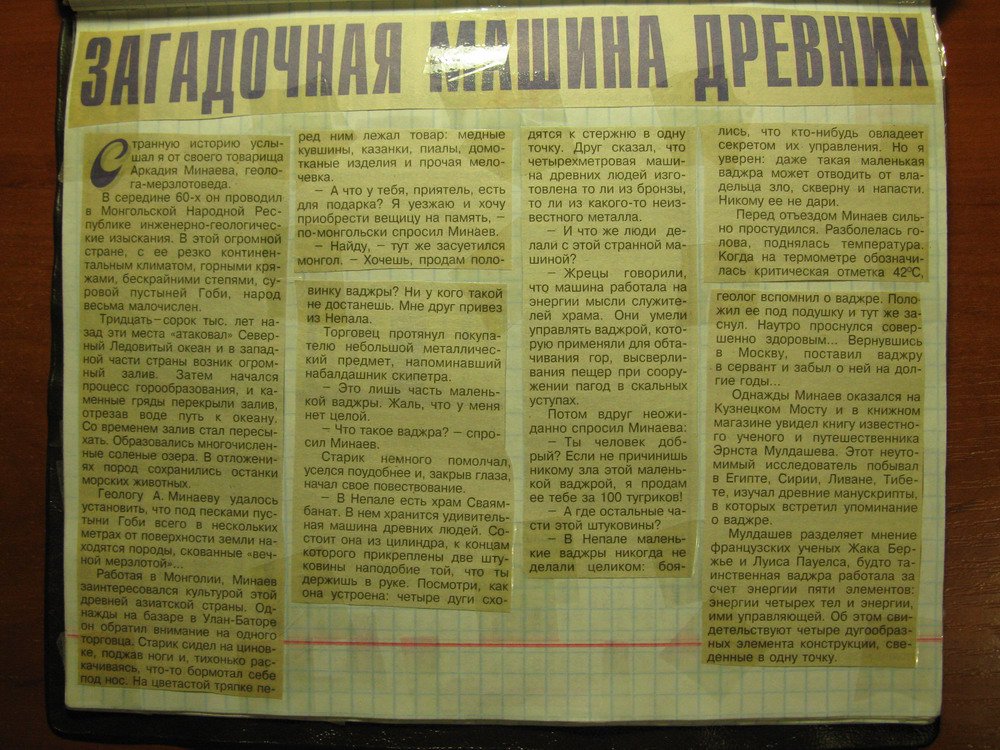 ЗАГАДОЧНАЯ МАШИНА ДРЕВНИХ
Странную историю услы-
шал я от своего товарища
Аркадия Минаева, геоло-
га-мерзлотоведа.
В середине 60-х он проводил
в Монгольской Народной Рес-
публике инженерно-геологичес-
кие изыскания. В этой огромной
стране, с ее резко континен-
тальным климатом, горными кря-
жами, бескрайними степями, су-
ровой пустыней Гоби, народ
весьма малочислен.
Тридцать–сорок тыс. лет на-
зад эти места «атаковал» Север-
ный Ледовитый океан и в запад-
ной части страны возник огром-
ный залив. Затем начался
процесс горообразования, и ка-
менные гряды перекрыли залив,
отрезав воде путь к океану.
Со временем залив стал пересы-
хать. Образовались многочислен-
ные соленые озера. В отложени-
ях пород сохранились останки
морских животных.
Геологу А. Минаеву удалось
установить, что под песками пус-
тыни Гоби всего в нескольких
метрах от поверхности земли на-
ходятся породы, скованные «веч-
ной мерзлотой»...
Работая в Монголии, Минаев
заинтересовался культурой этой
древней азиатской страны. Од-
нажды на базаре в Улан-Баторе
он обратил внимание на одного
торговца. Старик сидел на цинов-
ке, поджав ноги и, тихонько рас-
качиваясь, что-то бормотал себе
под нос. На цветастой тряпке пе-
ред ним лежал товар: медные
кувшины, казанки, пиалы, домо-
тканые изделия и прочая мело-
чевка.
– А что у тебя, приятель, есть
для подарка? Я уезжаю и хочу
приобрести вещицу на память, –
по-монгольски спросил Минаев.
– Найду, – тут же засуетился
монгол. – Хочешь, продам поло-
винку ваджры? Ни у кого такой
не достанешь. Мне друг привез
из Непала.
Торговец протянул покупа-
телю небольшой металличес-
кий предмет, напоминавший
набалдашник скипетра.
– Это лишь часть малень-
кой ваджры. Жаль, что у меня
нет целой.
– Что такое ваджра? – спро-
сил Минаев.
Старик немного помолчал,
уселся поудобнее и, закрыв глаза,
начал свое повествование.
– В Непале есть храм Сваям-
банат. В нем хранится удивитель-
ная машина древних людей. Со-
стоит она из цилиндра, к концам
которого прикреплены две шту-
ковины наподобие той, что ты
держишь в руке. Посмотри, как
она устроена: четыре дуги схо-
дятся к стержню в одну
точку. Друг сказал, что
четырехметровая маши-
на древних людей изго-
товлена то ли из бронзы,
то ли из какого-то неиз-
вестного металла.
– И что же люди де-
лали с этой странной ма-
шиной?
– Жрецы говорили,
что машина работала на
энергии мысли служите-
лей храма. Они умели
управлять ваджрой, кото-
рую применяли для обта-
чивания гор, высверли-
вания пещер при соору-
жении пагод в скальных
уступах.
Потом вдруг неожи-
данно спросил Минаева:
– Ты человек доб-
рый? Если не причинишь
никому зла этой малень-
кой ваджрой, я продам
ее тебе за 100 тугриков!
– А где остальные час-
ти этой штуковины?
– В Непале малень-
кие ваджры никогда не
делали целиком: боя-
лись, что кто-нибудь овладеет
секретом их управления. Но я
уверен: даже такая маленькая
ваджра может отводить от вла-
дельца зло, скверну и напасти.
Никому ее не дари.
Перед отъездом Минаев силь-
но простудился. Разболелась го-
лова, поднялась температура.
Когда на термометре обозначи-
лась критическая отметка 42°С,
геолог вспомнил о ваджре. Поло-
жил ее под подушку и тут же за-
снул. Наутро проснулся совер-
шенно здоровым... Вернувшись
в Москву, поставил ваджру
в сервант и забыл о ней на дол-
гие годы...
Однажды Минаев оказался на
Кузнецком Мосту и в книжном
магазине увидел книгу известно-
го ученого и путешественника
Эрнста Мулдашева. Этот неуто-
мимый исследователь побывал
в Египте, Сирии, Ливане, Тибе-
те, изучал древние манускрипты,
в которых встретил упоминание
о ваджре.
Мулдашев разделяет мнение
французских ученых Жака Бер-
жье и Луиса Пауелса, будто та-
инственная ваджра работала за
счет энергии пяти элементов:
энергии четырех тел и энергии,
ими управляющей. Об этом сви-
детельствуют четыре дугообраз-
ных элемента конструкции, све-
денные в одну точку.